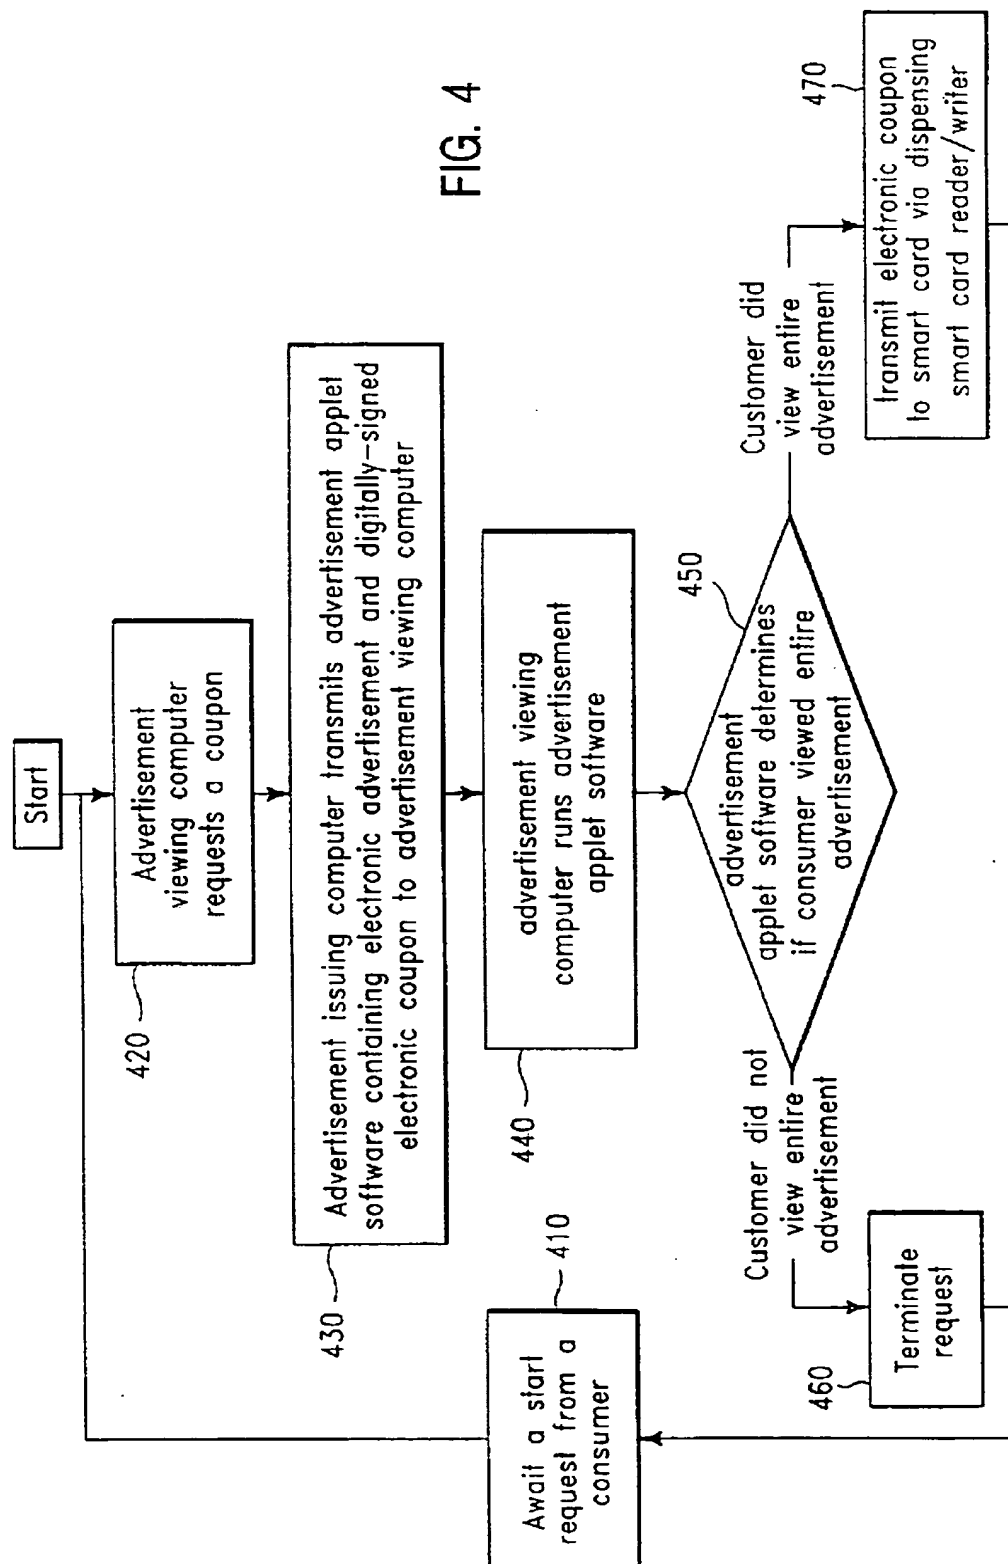 Start
Advertisement
viewing computer
requests a coupon
420
Advertisement issuing computer transmits advertisement applet
software containing electronic advertisement and digitally-signed
electronic coupon to advertisement viewing computer
430
advertisement viewing
computer runs advertisement
applet software
440
advertisement
applet software determines
if consumer viewed entire
advertisement
450
Customer did not
view entire
advertisement
Customer did
view entire
advertisement
Terminate
request
460
transmit electronic coupon
to smart card via dispensing
smart card reader/writer
470
Await a start
request from a
consumer
410
FIG. 4